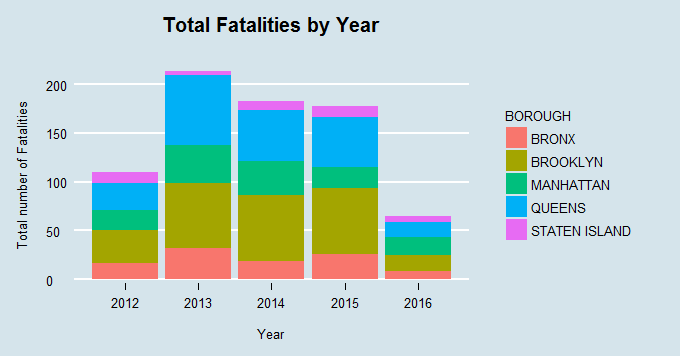 Total Fatalities by Year
Total number of Fatalities
200
150
100
50
0
2012 2013 2014 2015 2016
Year
BOROUGH
BRONX
BROOKLYN
MANHATTAN
QUEENS
STATEN ISLAND